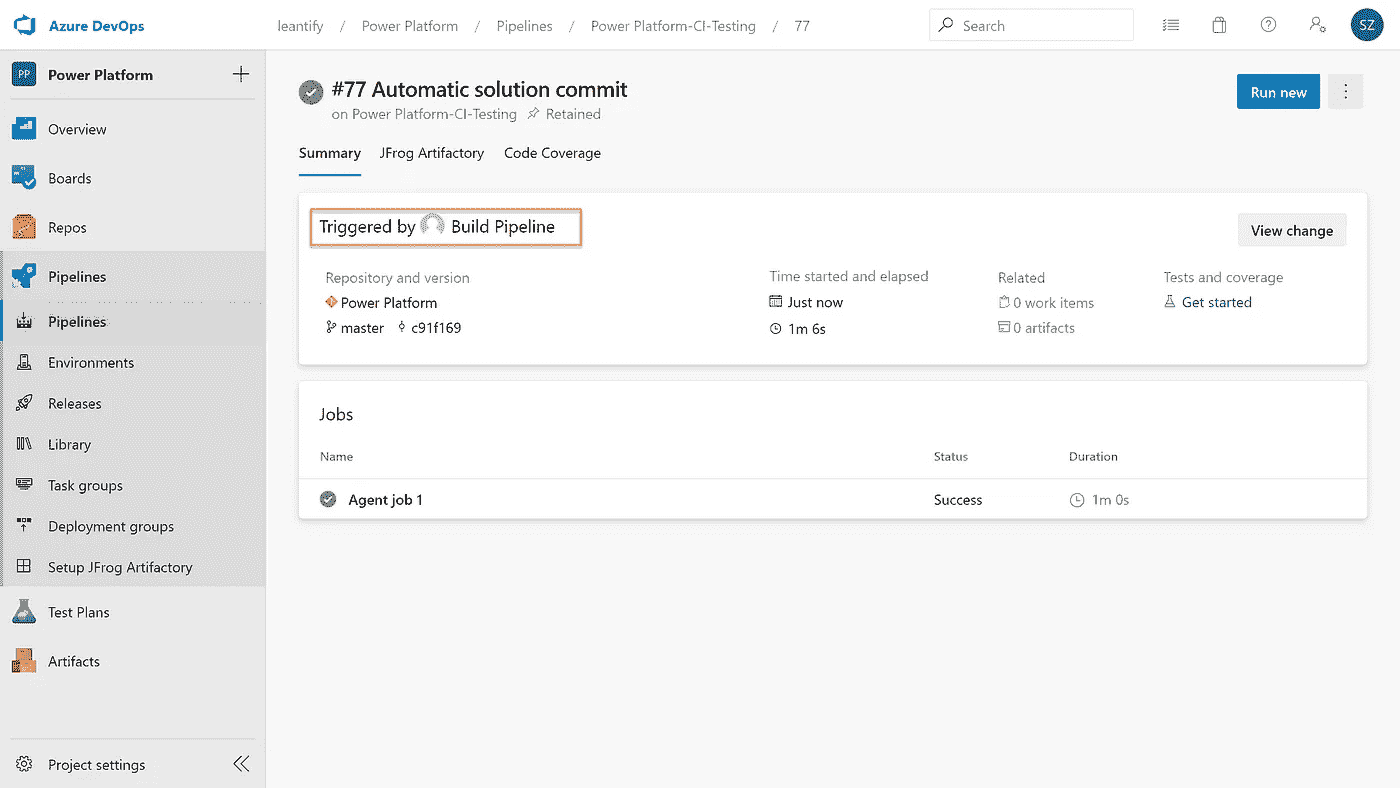 Azure DevOps
leantify / Power Platform / Pipelines / Power Platform-CI-Testing / 77
Search
SZ
PP Power Platform
Overview
Boards
Repos
Pipelines
Pipelines
Environments
Releases
Library
Task groups
Deployment groups
Setup JFrog Artifactory
Test Plans
Artifacts
Project settings
#77 Automatic solution commit
on Power Platform-CI-Testing Retained
Run new
Summary JFrog Artifactory Code Coverage
Triggered by Build Pipeline
View change
Repository and version
Power Platform
master c91f169
Time started and elapsed
Just now
1m 6s
Related
0 work items
0 artifacts
Tests and coverage
Get started
Jobs
Name Status Duration
Agent job 1 Success 1m 0s